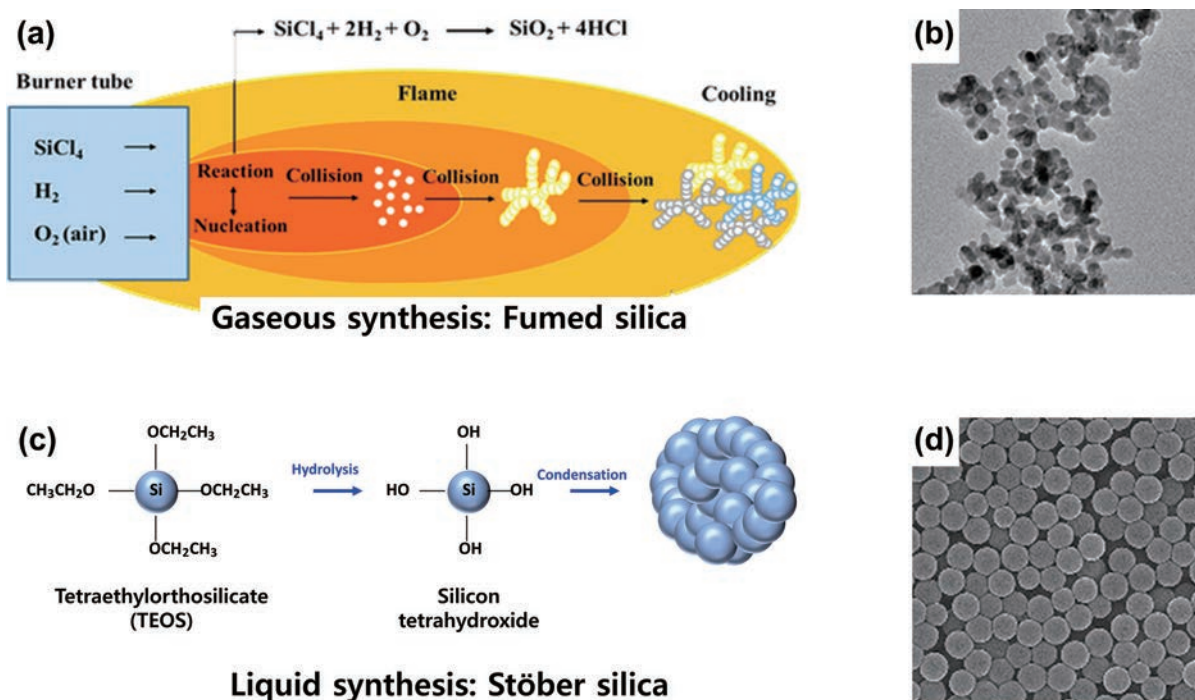 (a)
SiCl₄ + 2H₂ + O₂ ⟶ SiO₂ + 4HCl
Burner tube
Flame
Cooling
SiCl₄
H₂
O₂ (air)
Reaction
Nucleation
Collision
Collision
Collision
Gaseous synthesis: Fumed silica
(b)
(c)
OCH₂CH₃
CH₃CH₂O
Si
OCH₂CH₃
OCH₂CH₃
Hydrolysis
OH
HO
Si
OH
OH
Condensation
Tetraethylorthosilicate
(TEOS)
Silicon
tetrahydroxide
Liquid synthesis: Stöber silica
(d)